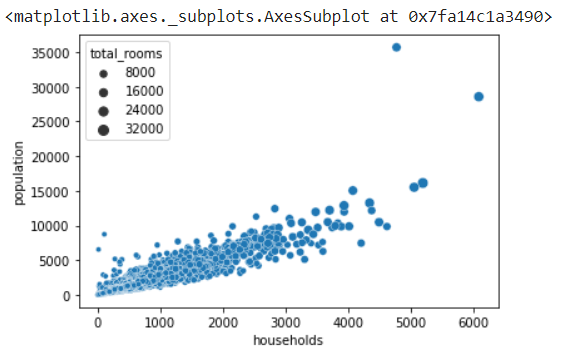 <matplotlib.axes._subplots.AxesSubplot at 0x7fa14c1a3490>
total_rooms
8000
16000
24000
32000
35000
30000
25000
20000
15000
10000
5000
0
population
0 1000 2000 3000 4000 5000 6000
households